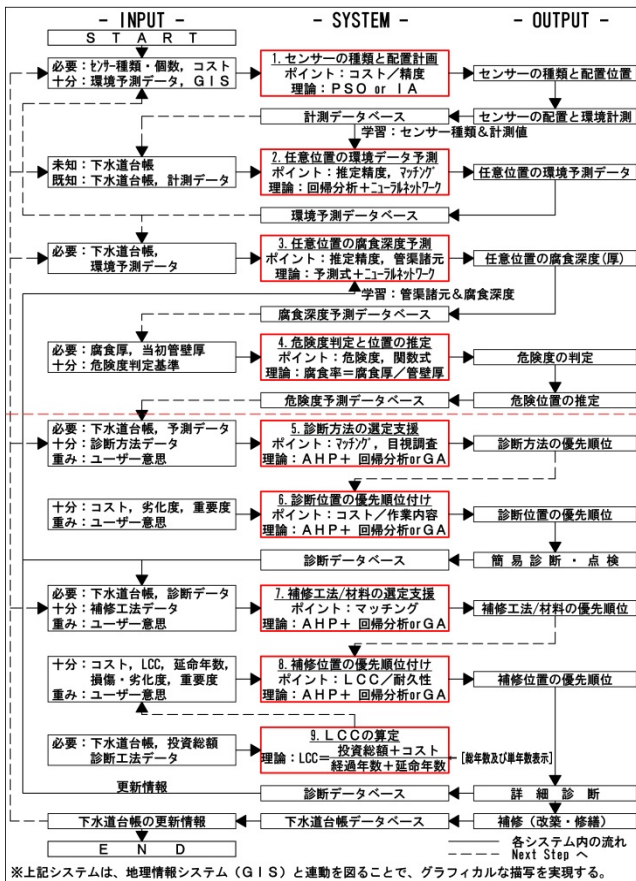 - INPUT - - SYSTEM - - OUTPUT -
ＳＴＡＲＴ
必要：センサー種類・個数，コスト
十分：環境予測データ，ＧＩＳ
1. センサーの種類と配置計画
ポイント：コスト／精度
理論：ＰＳＯ or ＩＡ
センサーの種類と配置位置
計測データベース
センサーの配置と環境計測
学習：センサー種類＆計測値
未知：下水道台帳
既知：下水道台帳，計測データ
2. 任意位置の環境データ予測
ポイント：推定精度，マッチング
理論：回帰分析＋ニューラルネットワーク
任意位置の環境予測データ
環境予測データベース
必要：下水道台帳，
環境予測データ
3. 任意位置の腐食深度予測
ポイント：推定精度，管渠諸元
理論：予測式＋ニューラルネットワーク
任意位置の腐食深度(厚)
学習：管渠諸元＆腐食深度
腐食深度予測データベース
必要：腐食厚，当初管壁厚
十分：危険度判定基準
4. 危険度判定と位置の推定
ポイント：危険度，関数式
理論：腐食率＝腐食厚／管壁厚
危険度の判定
危険度予測データベース
危険位置の推定
必要：下水道台帳，予測データ
十分：診断方法データ
重み：ユーザー意思
5. 診断方法の選定支援
ポイント：マッチング，目視調査
理論：ＡＨＰ＋ 回帰分析orＧＡ
診断方法の優先順位
十分：コスト，劣化度，重要度
重み：ユーザー意思
6. 診断位置の優先順位付け
ポイント：コスト／作業内容
理論：ＡＨＰ＋ 回帰分析orＧＡ
診断位置の優先順位
診断データベース
簡易診断・点検
必要：下水道台帳，診断データ
十分：補修工法データ
重み：ユーザー意思
7. 補修工法/材料の選定支援
ポイント：マッチング
理論：ＡＨＰ＋ 回帰分析orＧＡ
補修工法/材料の優先順位
十分：コスト，LCC，延命年数，
損傷・劣化度，重要度
重み：ユーザー意思
8. 補修位置の優先順位付け
ポイント：ＬＣＣ／耐久性
理論：ＡＨＰ＋ 回帰分析orＧＡ
補修位置の優先順位
必要：下水道台帳，投資総額
診断工法データ
9. ＬＣＣの算定
理論：LCC＝ 投資総額＋コスト
経過年数＋延命年数
[総年数及び単年数表示]
更新情報
診断データベース
詳細診断
下水道台帳の更新情報
下水道台帳データベース
補修（改築・修繕）
ＥＮＤ
各システム内の流れ
Next Step へ
※上記システムは、地理情報システム（ＧＩＳ）と連動を図ることで、グラフィカルな描写を実現する。